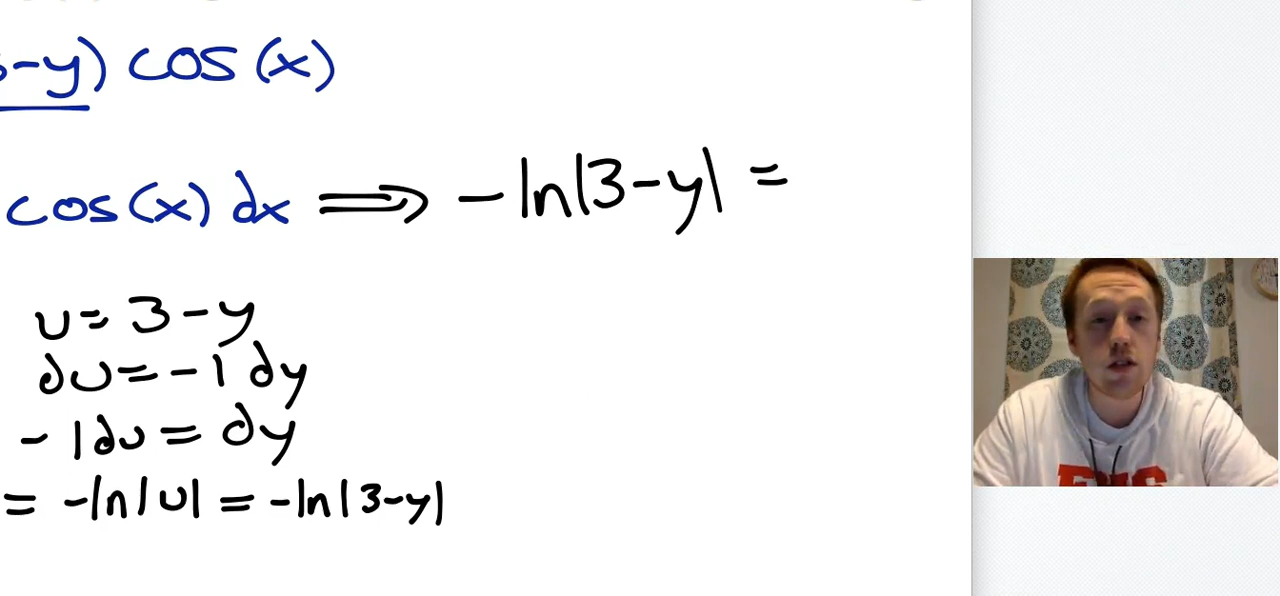 -y) cos(x)
cos(x) dx ⟹ -ln|3-y| =
u= 3-y
du=-1 dy
-1du = dy
= -ln|u| = -ln|3-y|